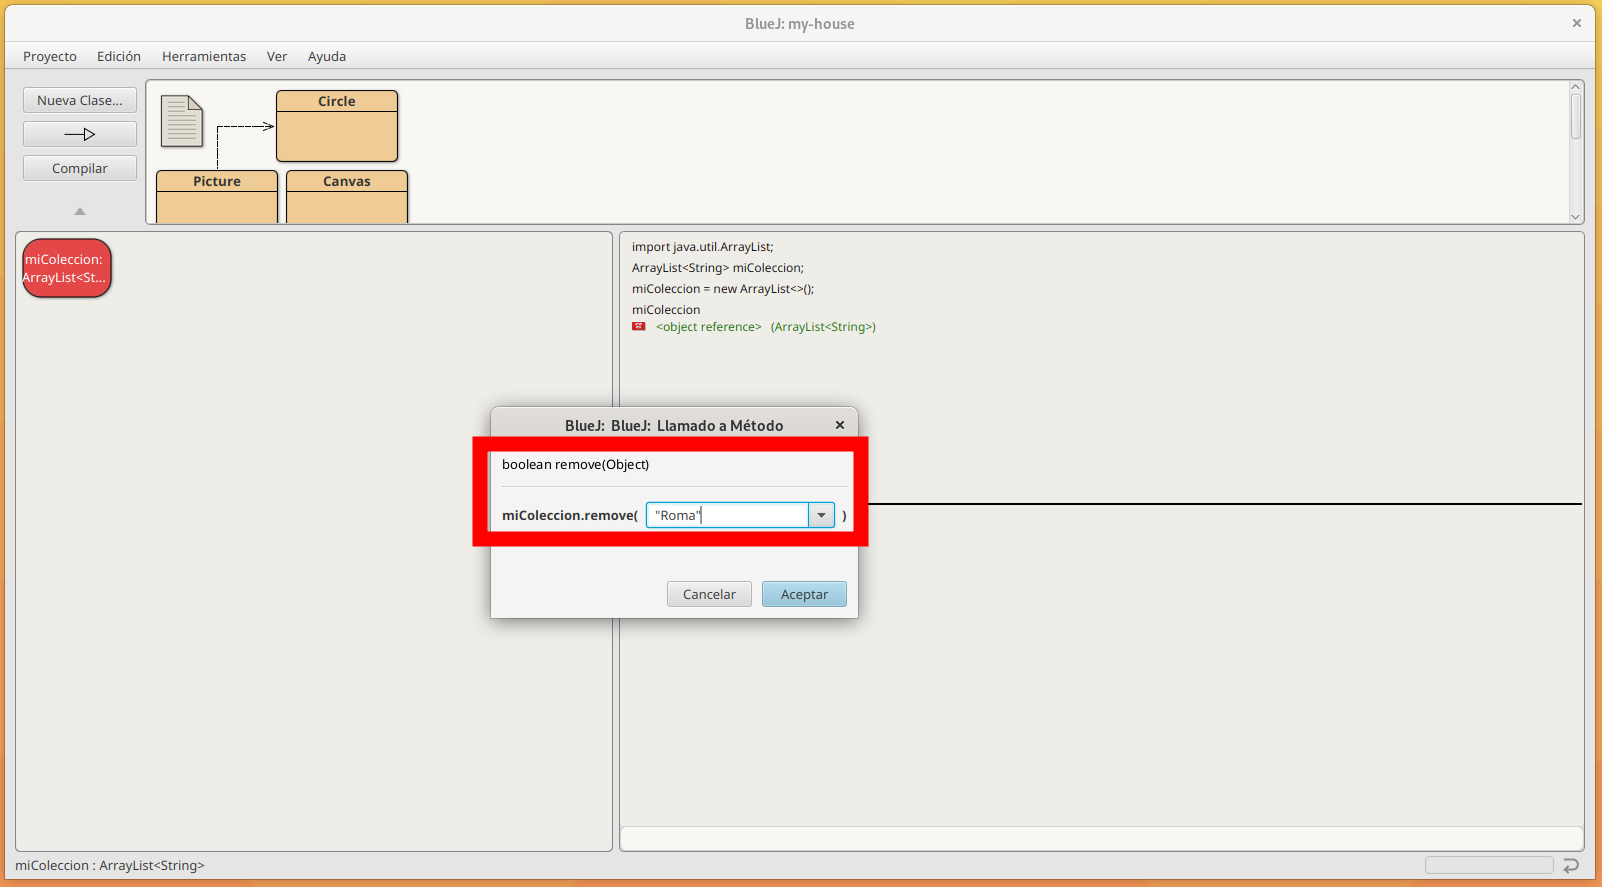 BlueJ: my-house
Proyecto Edición Herramientas Ver Ayuda
Nueva Clase...
Compilar
Circle
Picture
Canvas
miColeccion:
ArrayList<St...
import java.util.ArrayList;
ArrayList<String> miColeccion;
miColeccion = new ArrayList<>();
miColeccion
<object reference> (ArrayList<String>)
BlueJ: BlueJ: Llamado a Método
boolean remove(Object)
miColeccion.remove( "Roma" )
Cancelar Aceptar
miColeccion : ArrayList<String>